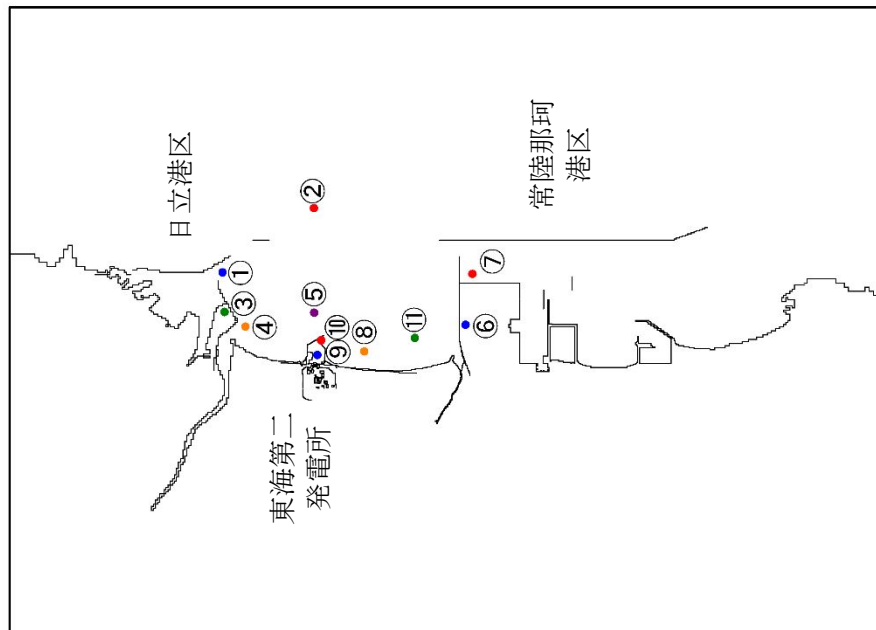 日立港区
常陸那珂
港区
②
①
⑦
③
⑤
④
⑥
⑩
⑧
⑪
⑨
東海第二
発電所